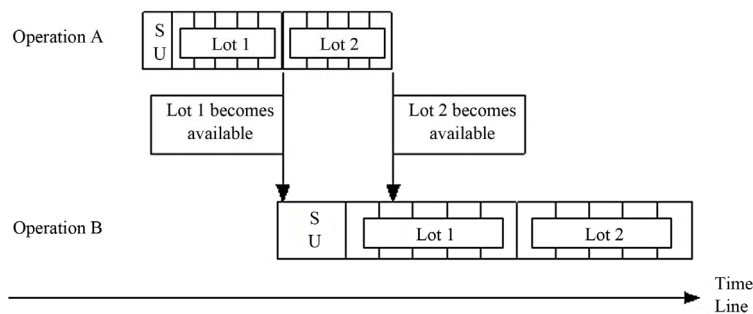 Operation A
S
U
Lot 1
Lot 2
Lot 1 becomes
available
Lot 2 becomes
available
Operation B
S
U
Lot 1
Lot 2
Time
Line